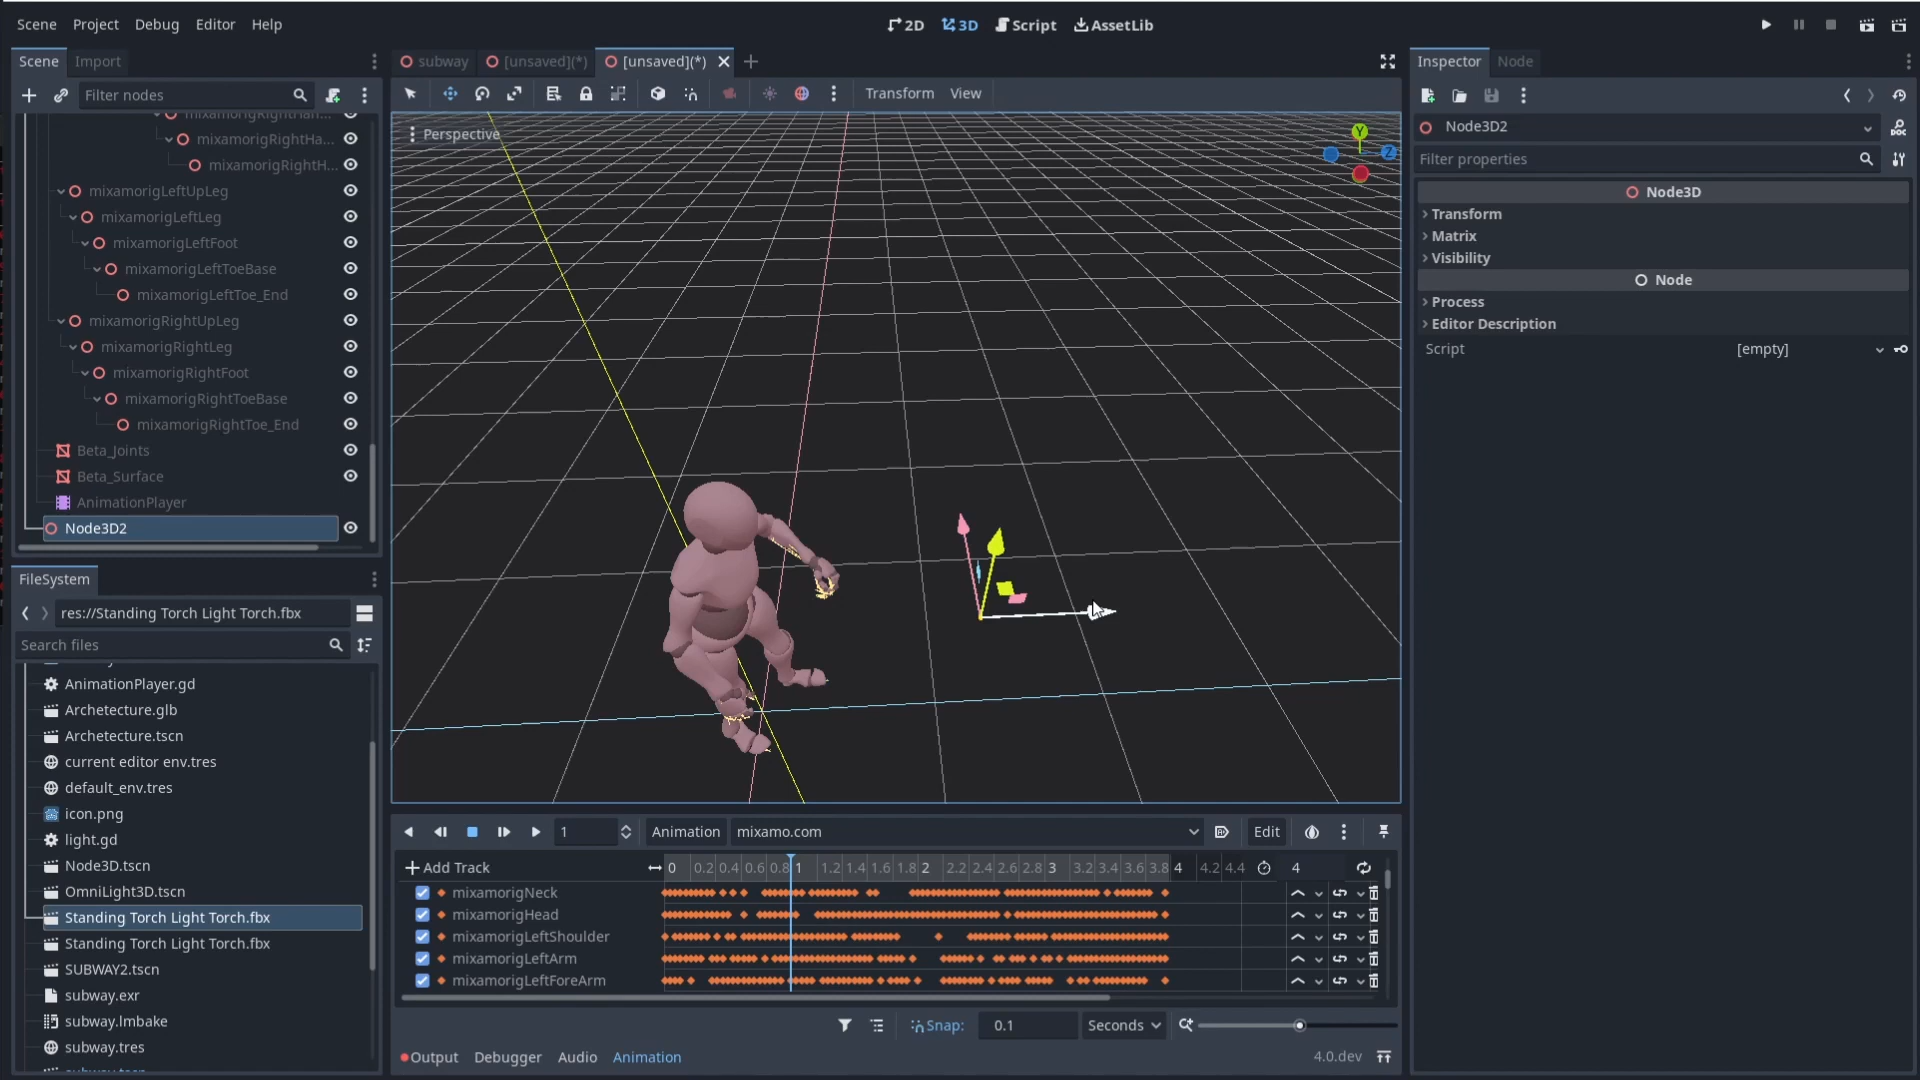 Scene Project Debug Editor Help
2D 3D Script AssetLib
Scene Import
subway [unsaved](*) [unsaved](*)
Inspector Node
Filter nodes
Transform View
mixamorigRightHa...
mixamorigRightH...
mixamorigLeftUpLeg
mixamorigLeftLeg
mixamorigLeftFoot
mixamorigLeftToeBase
mixamorigLeftToe_End
mixamorigRightUpLeg
mixamorigRightLeg
mixamorigRightFoot
mixamorigRightToeBase
mixamorigRightToe_End
Beta_Joints
Beta_Surface
AnimationPlayer
Node3D2
Perspective
Y
Z
Node3D2
Filter properties
Node3D
Transform
Matrix
Visibility
Node
Process
Editor Description
Script [empty]
FileSystem
res://Standing Torch Light Torch.fbx
Search files
AnimationPlayer.gd
Archetecture.glb
Archetecture.tscn
current editor env.tres
default_env.tres
icon.png
light.gd
Node3D.tscn
OmniLight3D.tscn
Standing Torch Light Torch.fbx
Standing Torch Light Torch.fbx
SUBWAY2.tscn
subway.exr
subway.lmbake
subway.tres
1 Animation mixamo.com Edit
Add Track 0 0.2 0.4 0.6 0.8 1 1.2 1.4 1.6 1.8 2 2.2 2.4 2.6 2.8 3 3.2 3.4 3.6 3.8 4 4.2 4.4 4
mixamorigNeck
mixamorigHead
mixamorigLeftShoulder
mixamorigLeftArm
mixamorigLeftForeArm
Snap: 0.1 Seconds
Output Debugger Audio Animation 4.0.dev